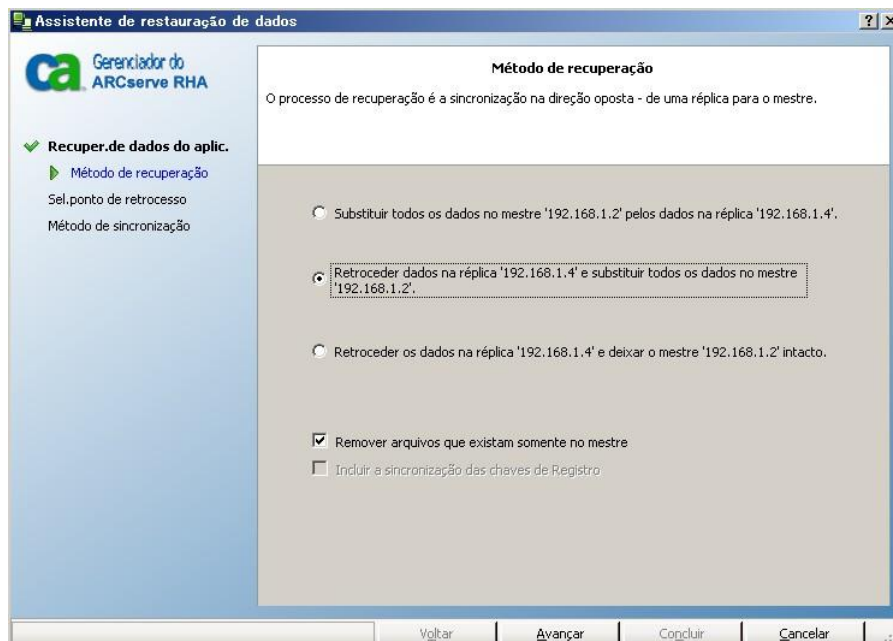 Assistente de restauração de dados
ca
Gerenciador do
ARCserve RHA
Recuper.de dados do aplic.
Método de recuperação
Sel.ponto de retrocesso
Método de sincronização
Método de recuperação
O processo de recuperação é a sincronização na direção oposta - de uma réplica para o mestre.
Substituir todos os dados no mestre '192.168.1.2' pelos dados na réplica '192.168.1.4'.
Retroceder dados na réplica '192.168.1.4' e substituir todos os dados no mestre
'192.168.1.2'.
Retroceder os dados na réplica '192.168.1.4' e deixar o mestre '192.168.1.2' intacto.
Remover arquivos que existam somente no mestre
Incluir a sincronização das chaves de Registro
Voltar
Avançar
Concluir
Cancelar